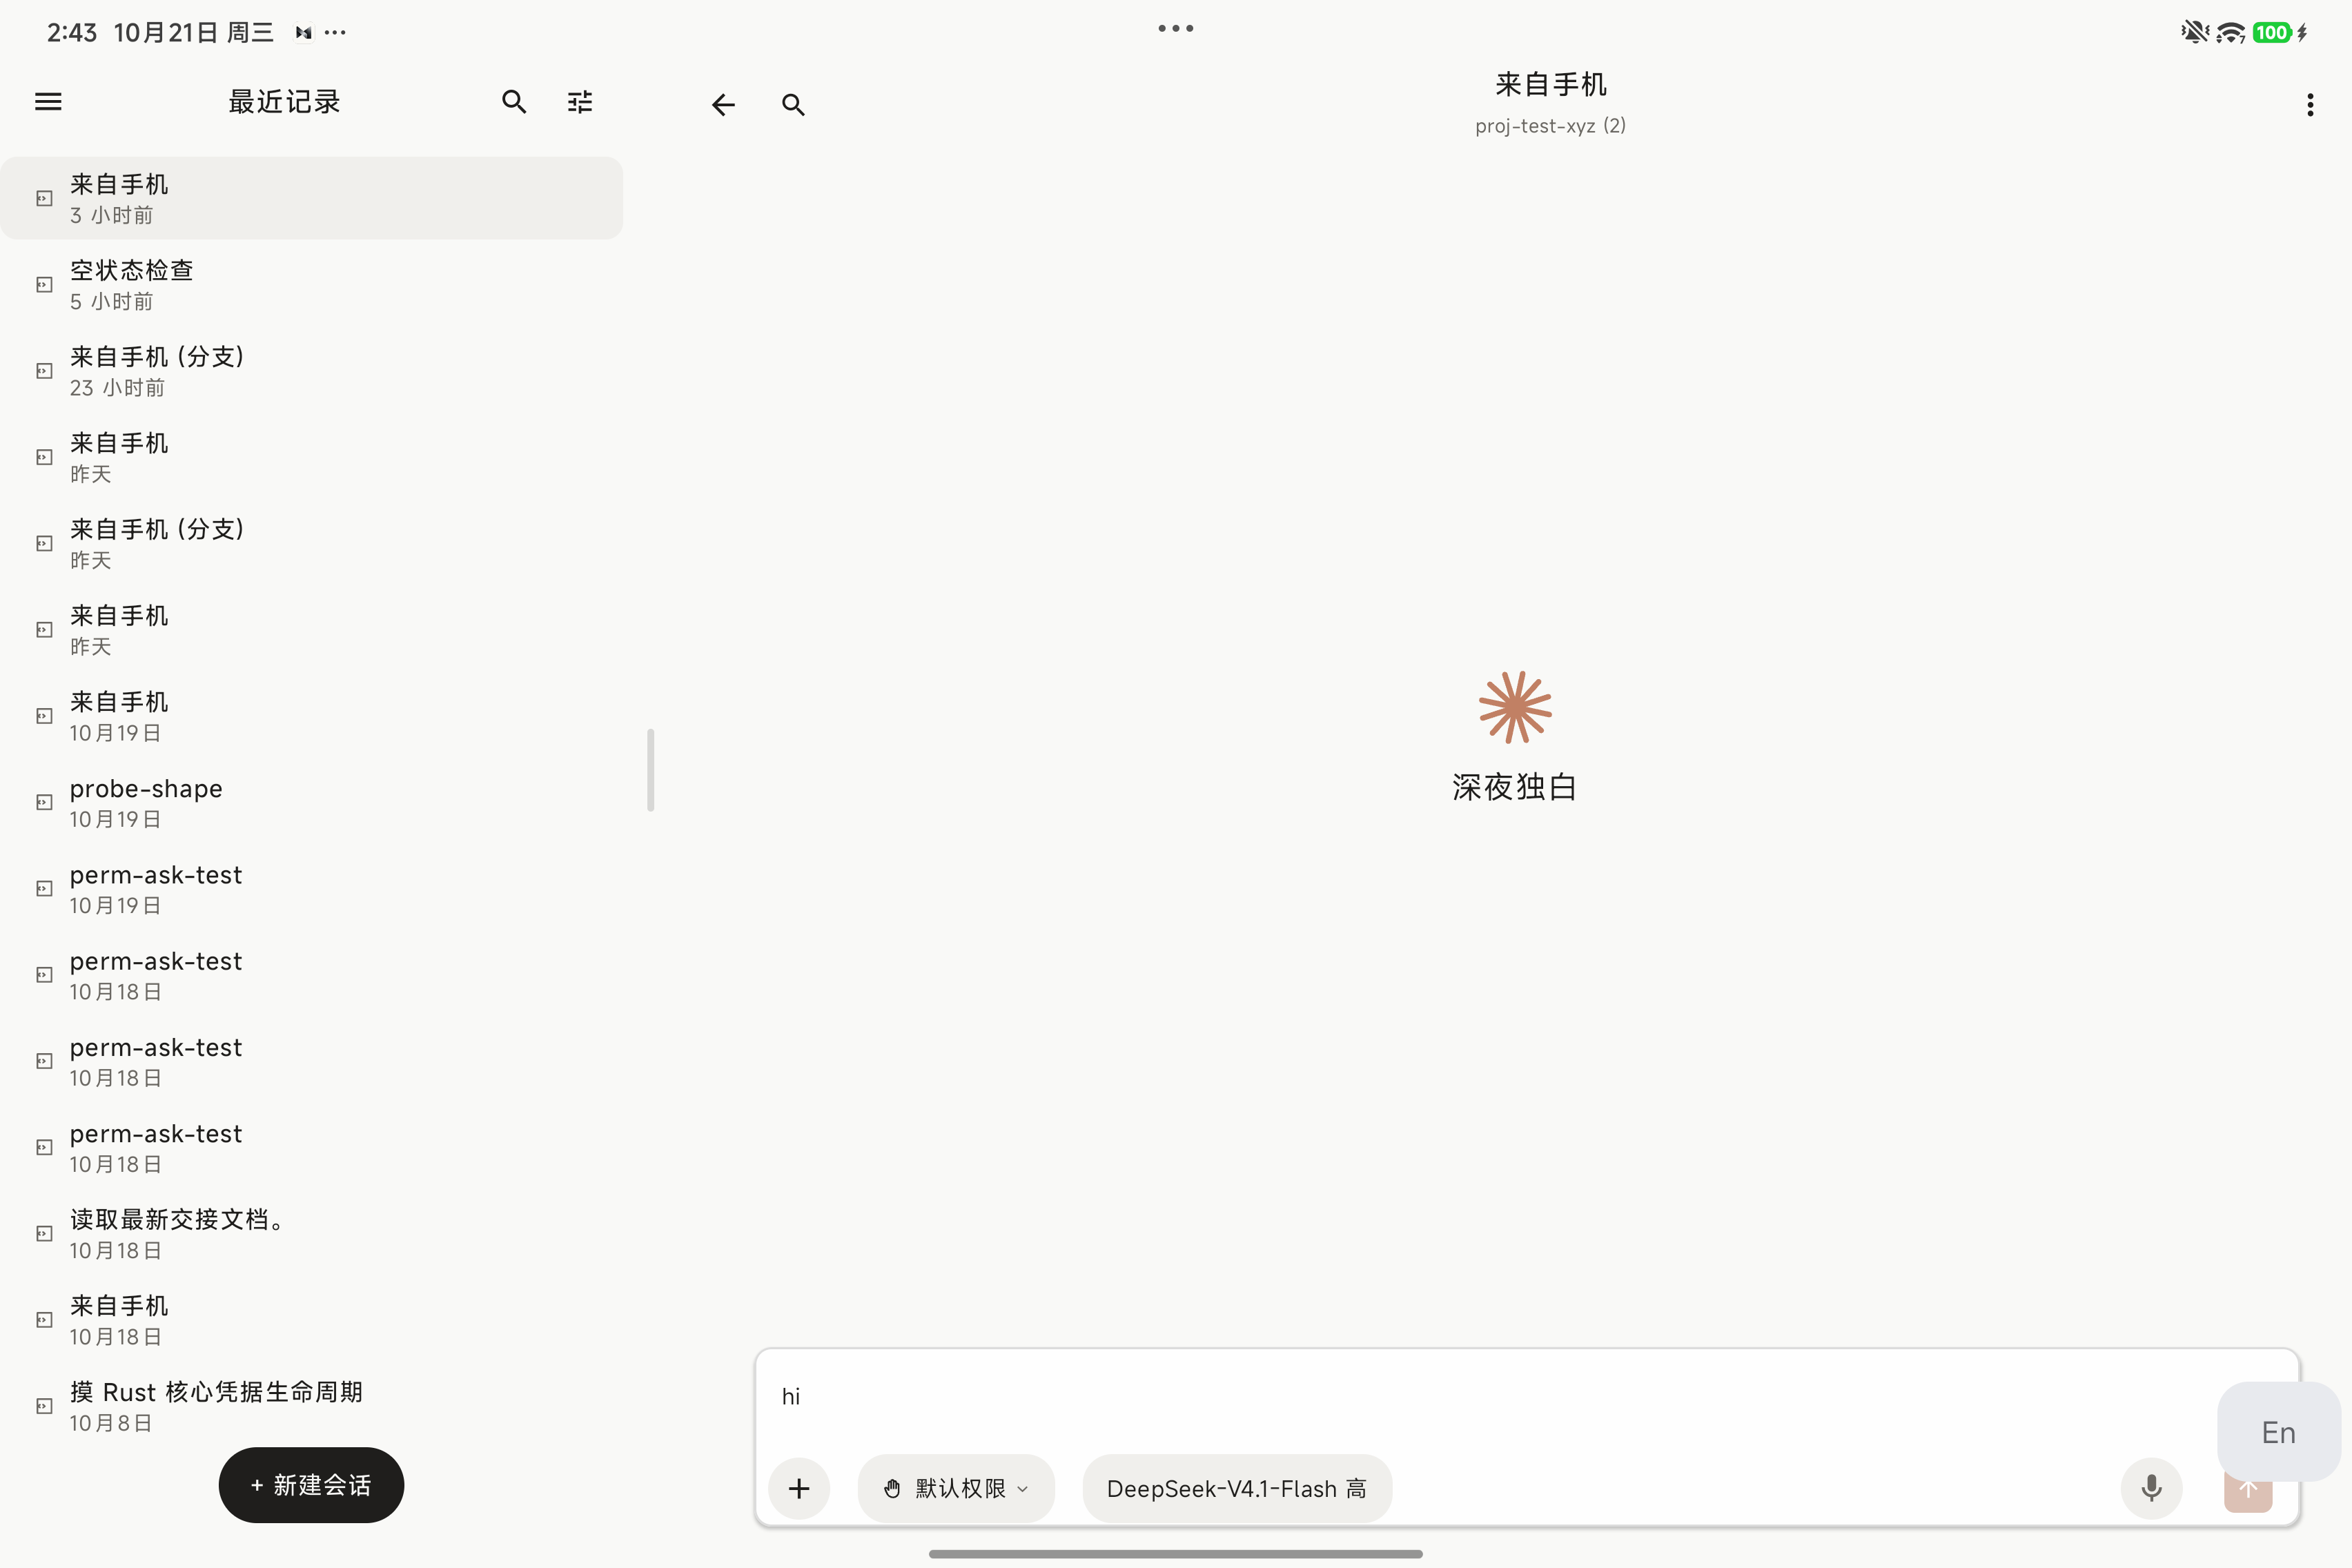 2:43 10月21日 周三
100
最近记录
来自手机
3 小时前
空状态检查
5 小时前
来自手机 (分支)
23 小时前
来自手机
昨天
来自手机 (分支)
昨天
来自手机
昨天
来自手机
10月19日
probe-shape
10月19日
perm-ask-test
10月19日
perm-ask-test
10月18日
perm-ask-test
10月18日
perm-ask-test
10月18日
读取最新交接文档。
10月18日
来自手机
10月18日
摸 Rust 核心凭据生命周期
10月8日
+ 新建会话
来自手机
proj-test-xyz (2)
深夜独白
hi
默认权限
DeepSeek-V4.1-Flash 高
En